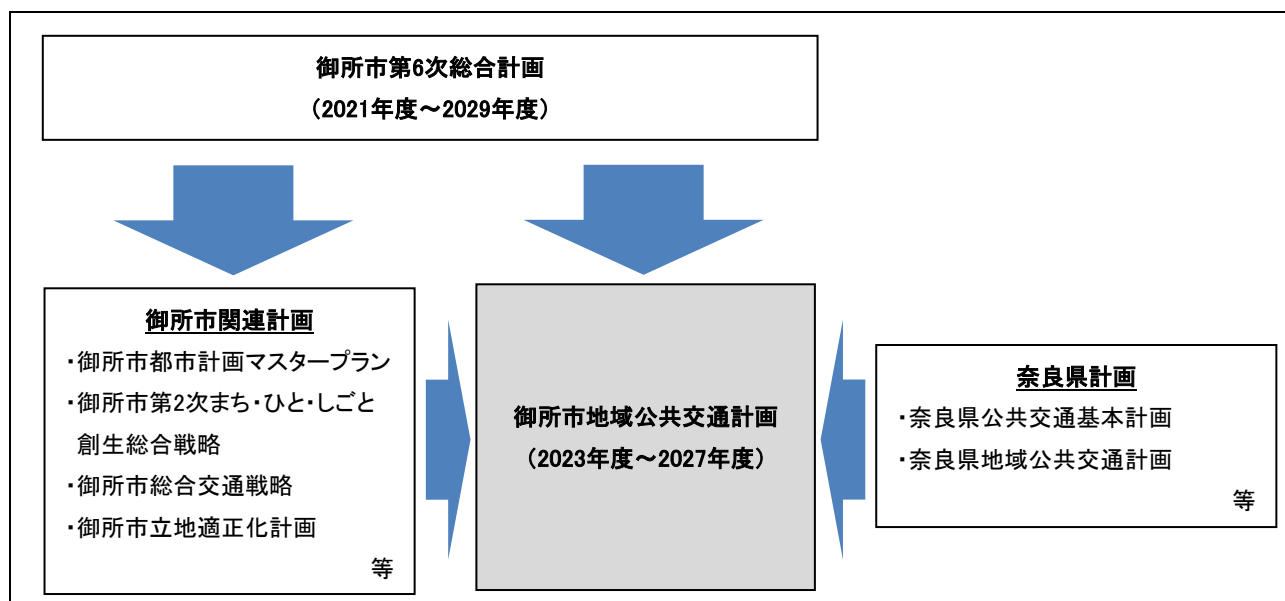 御所市第6次総合計画
（2021年度～2029年度）
御所市関連計画
・御所市都市計画マスタープラン
・御所市第2次まち・ひと・しごと
創生総合戦略
・御所市総合交通戦略
・御所市立地適正化計画
等
御所市地域公共交通計画
（2023年度～2027年度）
奈良県計画
・奈良県公共交通基本計画
・奈良県地域公共交通計画
等